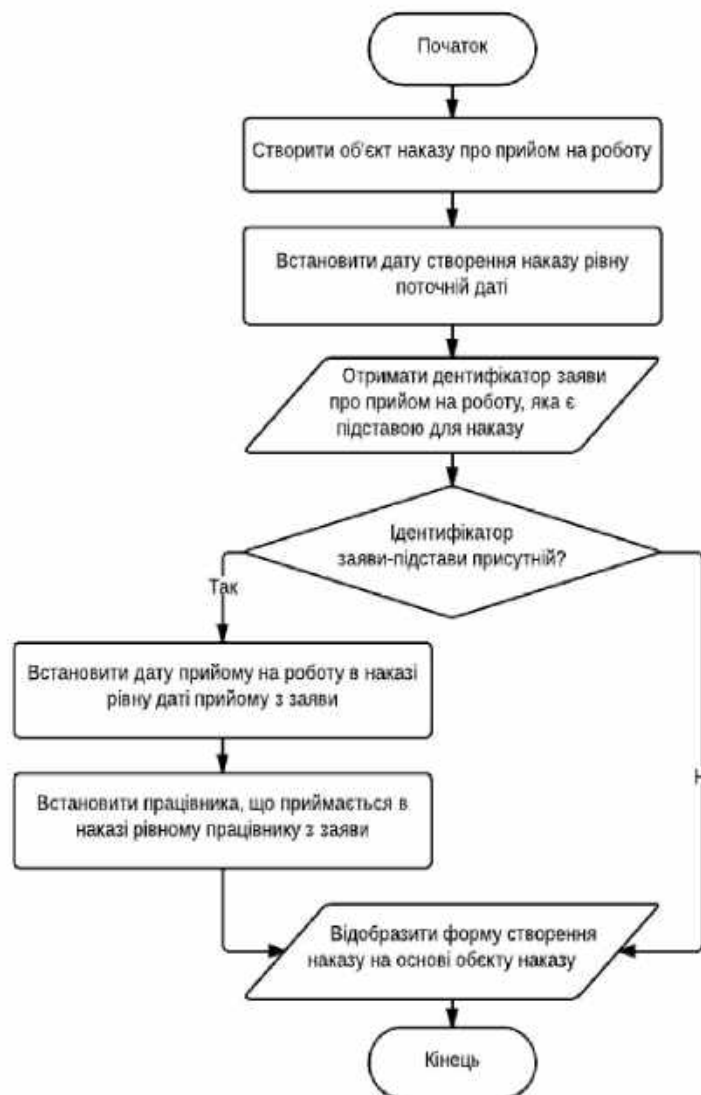 Початок
Створити об'єкт наказу про прийом на роботу
Встановити дату створення наказу рівну
поточній даті
Отримати дентифікатор заяви
про прийом на роботу, яка є
підставою для наказу
Ідентифікатор
заяви-підстави присутній?
Так
Встановити дату прийому на роботу в наказі
рівну даті прийому з заяви
Встановити працівника, що приймається в
наказі рівному працівнику з заяви
Відобразити форму створення
наказу на основі обєкту наказу
Кінець